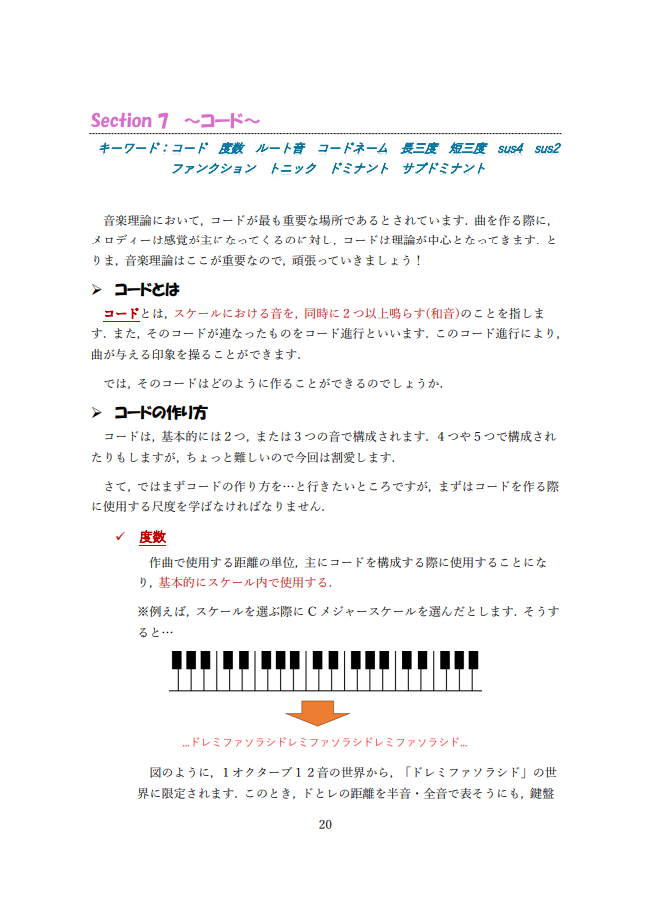 Section 7 ～コード～
キーワード：コード 度数 ルート音 コードネーム 長三度 短三度 sus4 sus2
ファンクション トニック ドミナント サブドミナント
音楽理論において, コードが最も重要な場所であるとされています. 曲を作る際に,
メロディーは感覚が主になってくるのに対し, コードは理論が中心となってきます. と
りま, 音楽理論はここが重要なので, 頑張っていきましょう！
➢ コードとは
コードとは, スケールにおける音を, 同時に２つ以上鳴らす(和音)のことを指しま
す. また, そのコードが連なったものをコード進行といいます. このコード進行により,
曲が与える印象を操ることができます.
では, そのコードはどのように作ることができるのでしょうか.
➢ コードの作り方
コードは, 基本的には２つ, または３つの音で構成されます. ４つや５つで構成され
たりもしますが, ちょっと難しいので今回は割愛します.
さて, ではまずコードの作り方を…と行きたいところですが, まずはコードを作る際
に使用する尺度を学ばなければなりません.
✓ 度数
作曲で使用する距離の単位, 主にコードを構成する際に使用することにな
り, 基本的にスケール内で使用する.
※例えば, スケールを選ぶ際に C メジャースケールを選んだとします. そうす
ると…
…ドレミファソラシドレミファソラシドレミファソラシド…
図のように, １オクターブ１２音の世界から, 「ドレミファソラシド」の世
界に限定されます. このとき, ドとレの距離を半音・全音で表そうにも, 鍵盤
20